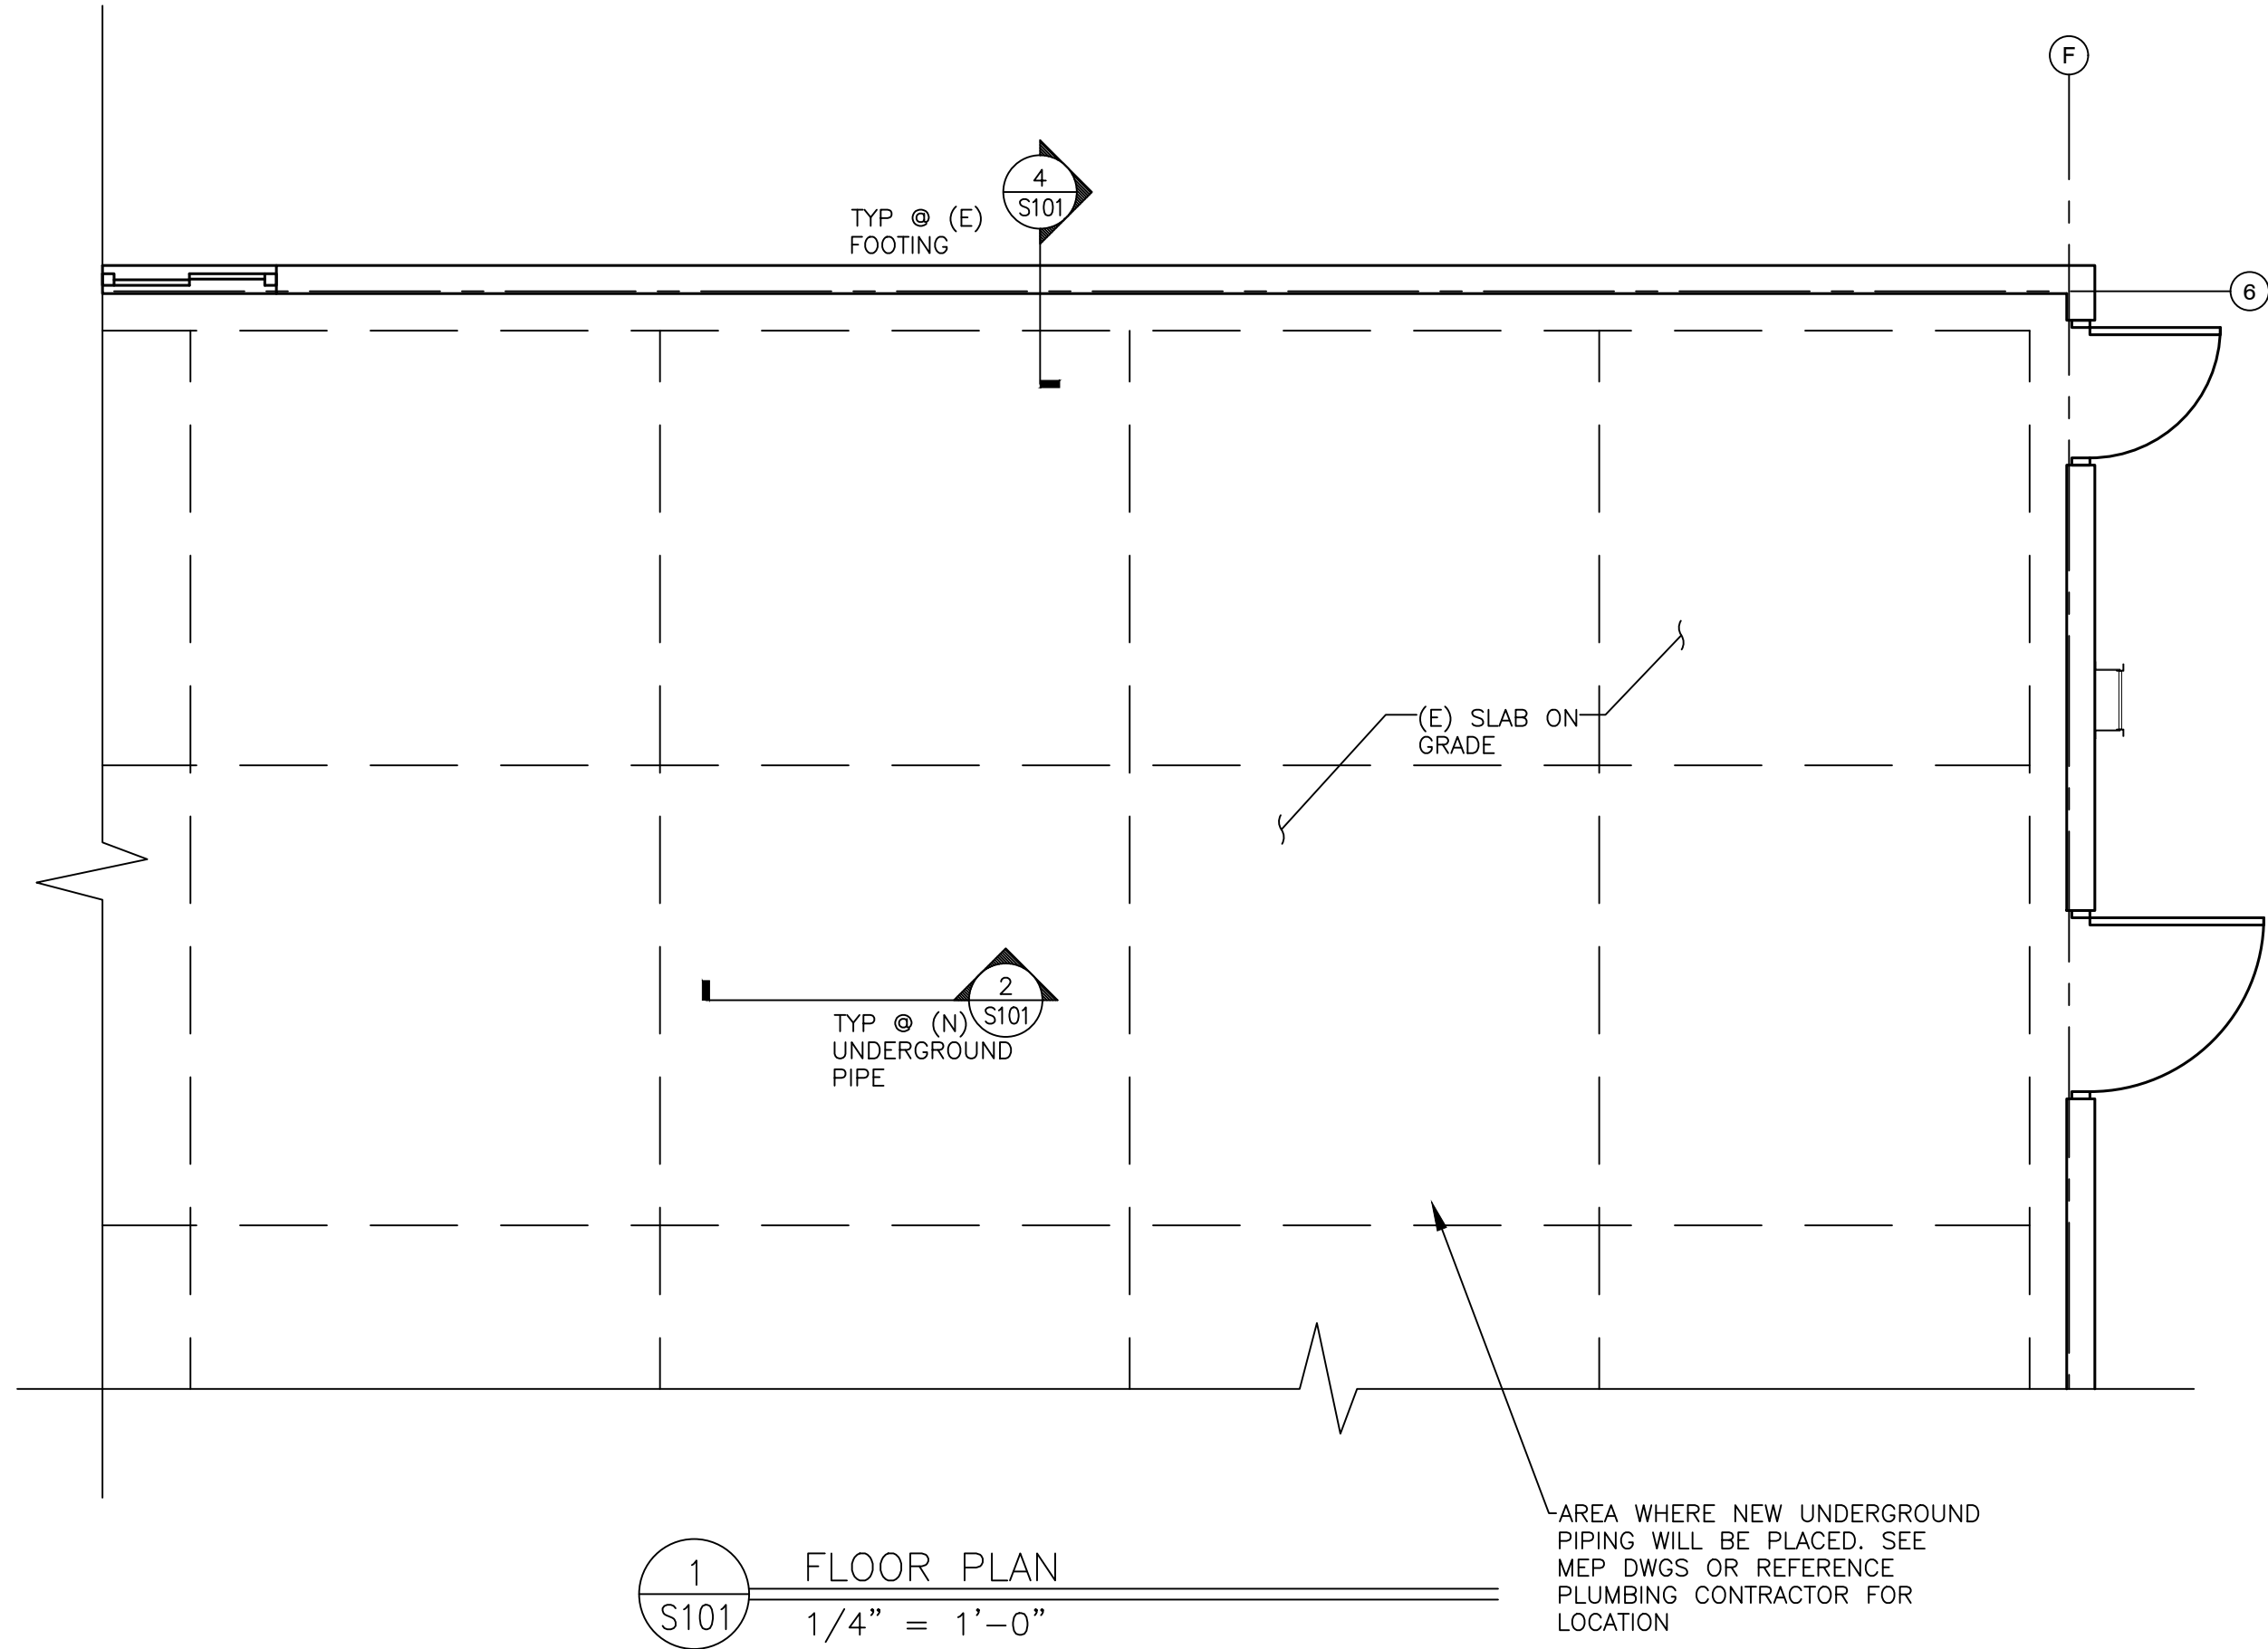 F
4
S101
TYP @ (E)
FOOTING
6
(E) SLAB ON
GRADE
2
S101
TYP @ (N)
UNDERGROUND
PIPE
AREA WHERE NEW UNDERGROUND
PIPING WILL BE PLACED. SEE
MEP DWGS OR REFERENCE
PLUMBING CONTRACTOR FOR
LOCATION
1
S101
FLOOR PLAN
1/4" = 1'-0"